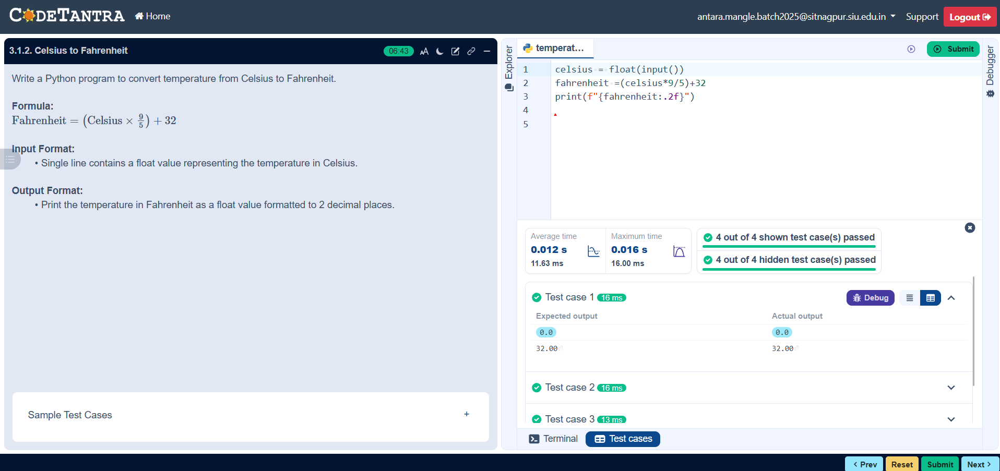 CODETANTRA
Home
antara.mangle.batch2025@sitnagpur.siu.edu.in
Support
Logout
3.1.2. Celsius to Fahrenheit
06:43
AA
Write a Python program to convert temperature from Celsius to Fahrenheit.
Formula:
Fahrenheit = (Celsius × 9/5) + 32
Input Format:
• Single line contains a float value representing the temperature in Celsius.
Output Format:
• Print the temperature in Fahrenheit as a float value formatted to 2 decimal places.
Sample Test Cases
+
Explorer
temperat...
Submit
Debugger
1 celsius = float(input())
2 fahrenheit =(celsius*9/5)+32
3 print(f"{fahrenheit:.2f}")
4
5
Average time
0.012 s
11.63 ms
Maximum time
0.016 s
16.00 ms
4 out of 4 shown test case(s) passed
4 out of 4 hidden test case(s) passed
Test case 1 16 ms
Debug
Expected output Actual output
0.0 0.0
32.00 32.00
Test case 2 16 ms
Test case 3 13 ms
Terminal
Test cases
< Prev
Reset
Submit
Next >